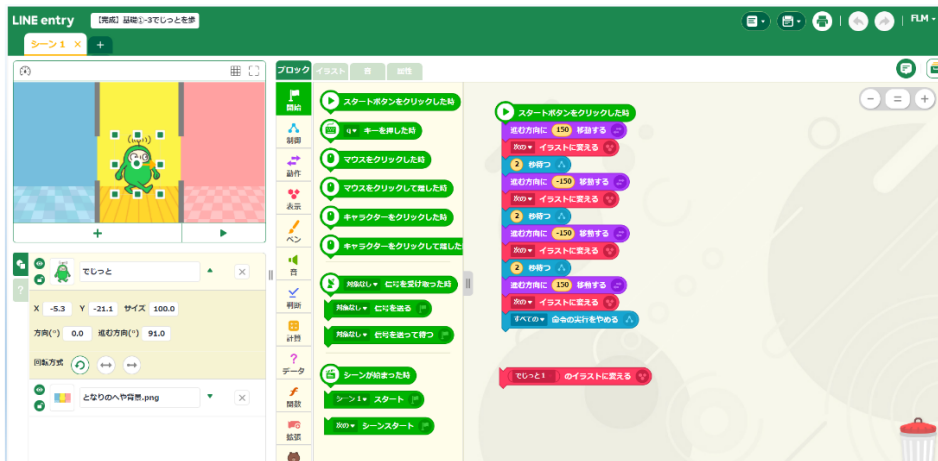 LINE entry
【完成】基礎①-3でじっとを歩
FLM
シーン 1
ブロック
イラスト
音
属性
開始
制御
動作
表示
ペン
音
判断
計算
データ
関数
拡張
スタートボタンをクリックした時
q キーを押した時
マウスをクリックした時
マウスをクリックして離した時
キャラクターをクリックした時
キャラクターをクリックして離した
対象なし 信号を受け取った時
対象なし 信号を送る
対象なし 信号を送って待つ
シーンが始まった時
シーン 1 スタート
次の シーンスタート
スタートボタンをクリックした時
進む方向に 150 移動する
次の イラストに変える
2 秒待つ
進む方向に -150 移動する
次の イラストに変える
2 秒待つ
進む方向に -150 移動する
次の イラストに変える
2 秒待つ
進む方向に 150 移動する
次の イラストに変える
すべての 命令の実行をやめる
でじっと1 のイラストに変える
でじっと
X -5.3 Y -21.1 サイズ 100.0
方向(°) 0.0 進む方向(°) 91.0
回転方式
となりのへや背景.png